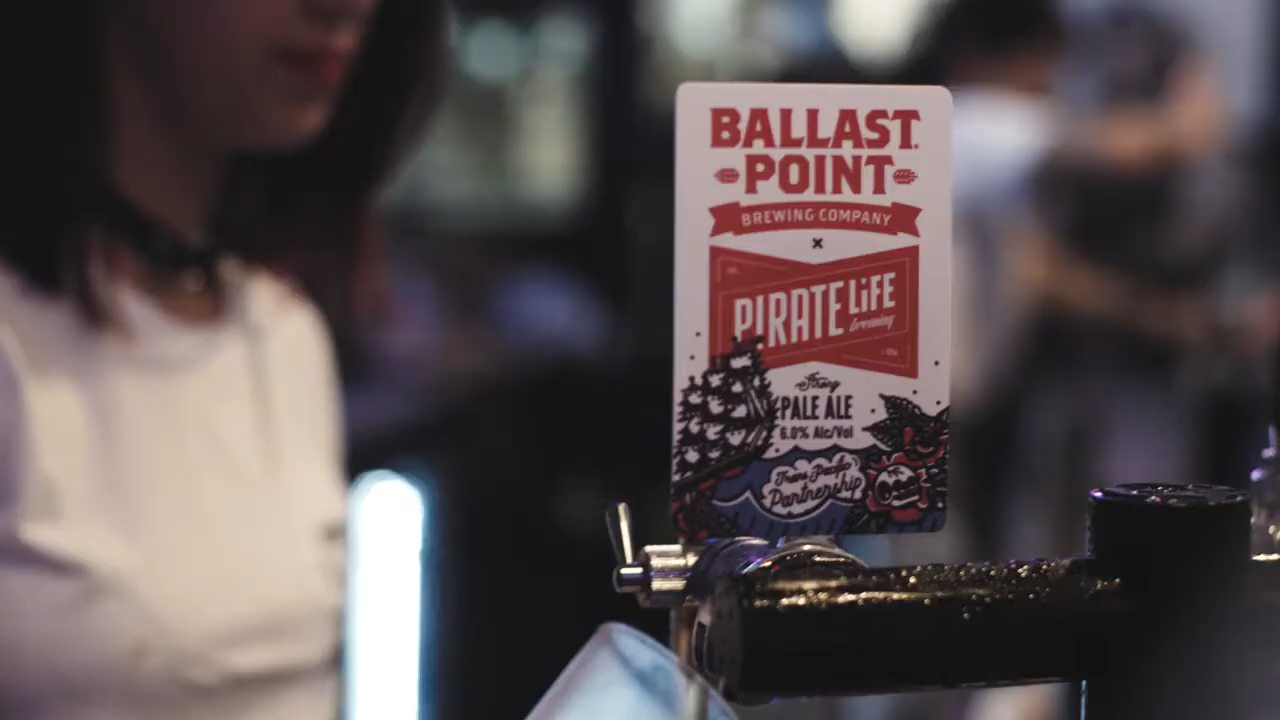 BALLAST
POINT
BREWING COMPANY
x
PIRATE LiFE
brewing
Strong
PALE ALE
6.0% Alc/Vol
Trans Pacific
Partnership